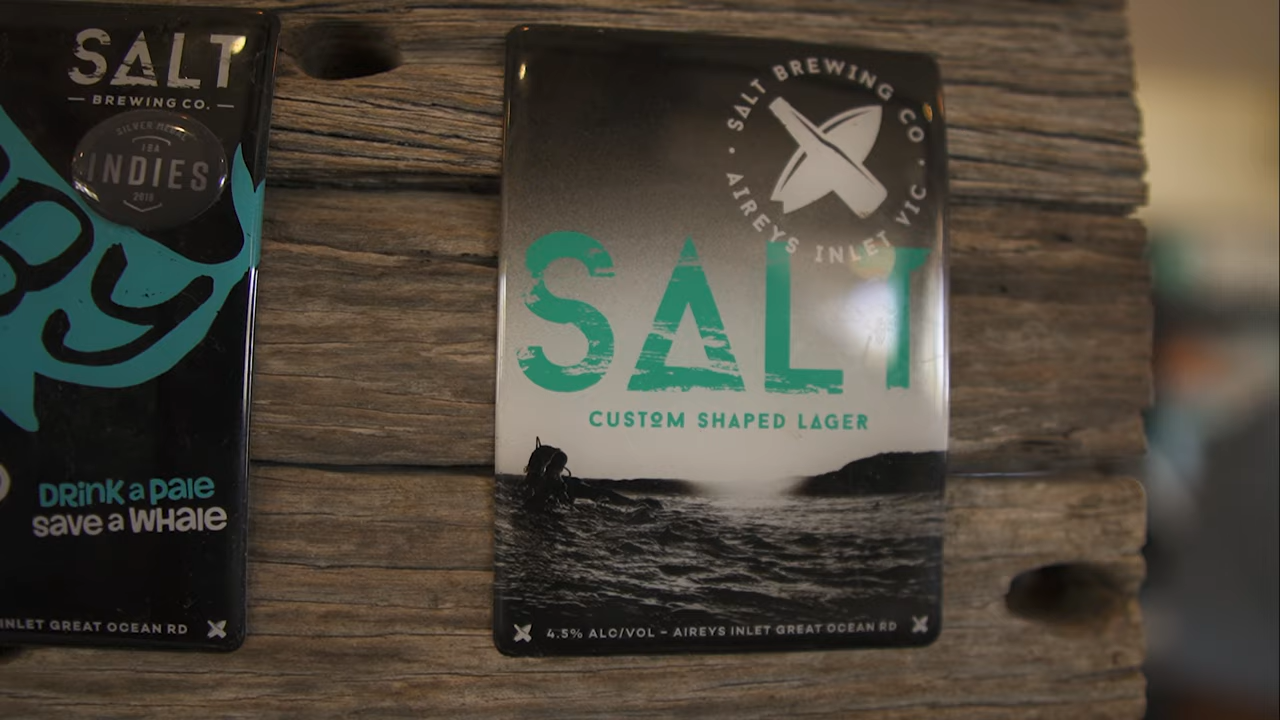 SALT
BREWING CO.
SILVER MEDAL
IBA
INDIES
2018
BY
DRINK a PALE
SAVE a WHALE
INLET GREAT OCEAN RD
SALT BREWING CO. · AIREYS INLET VIC ·
SALT
CUSTOM SHAPED LAGER
4.5% ALC/VOL – AIREYS INLET GREAT OCEAN RD